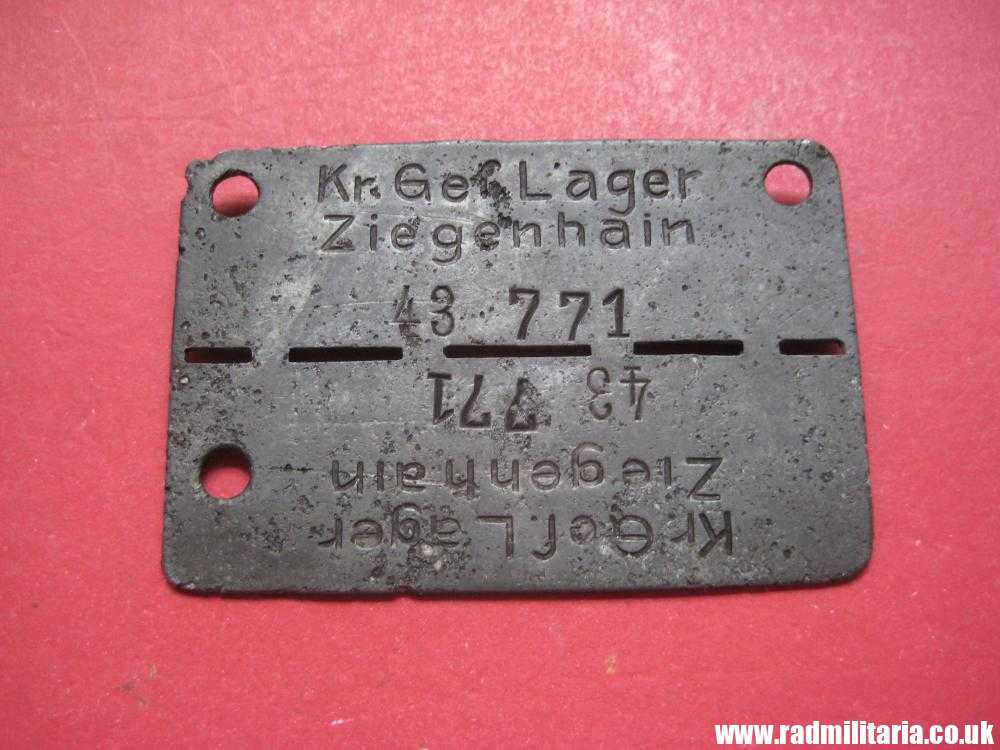 Kr. Gef. Lager
Ziegenhain
43 771
43 771
Ziegenhain
Kr Gef. Lager
www.radmilitaria.co.uk